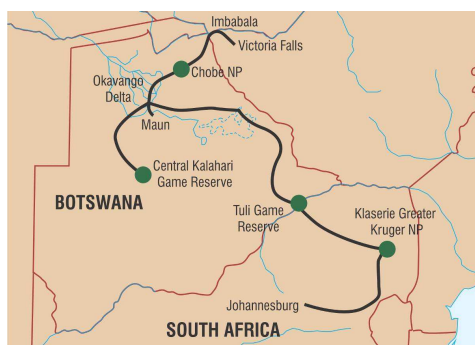 Imbabala
Victoria Falls
Chobe NP
Okavango
Delta
Maun
Central Kalahari
Game Reserve
BOTSWANA
Tuli Game
Reserve
Klaserie Greater
Kruger NP
Johannesburg
SOUTH AFRICA